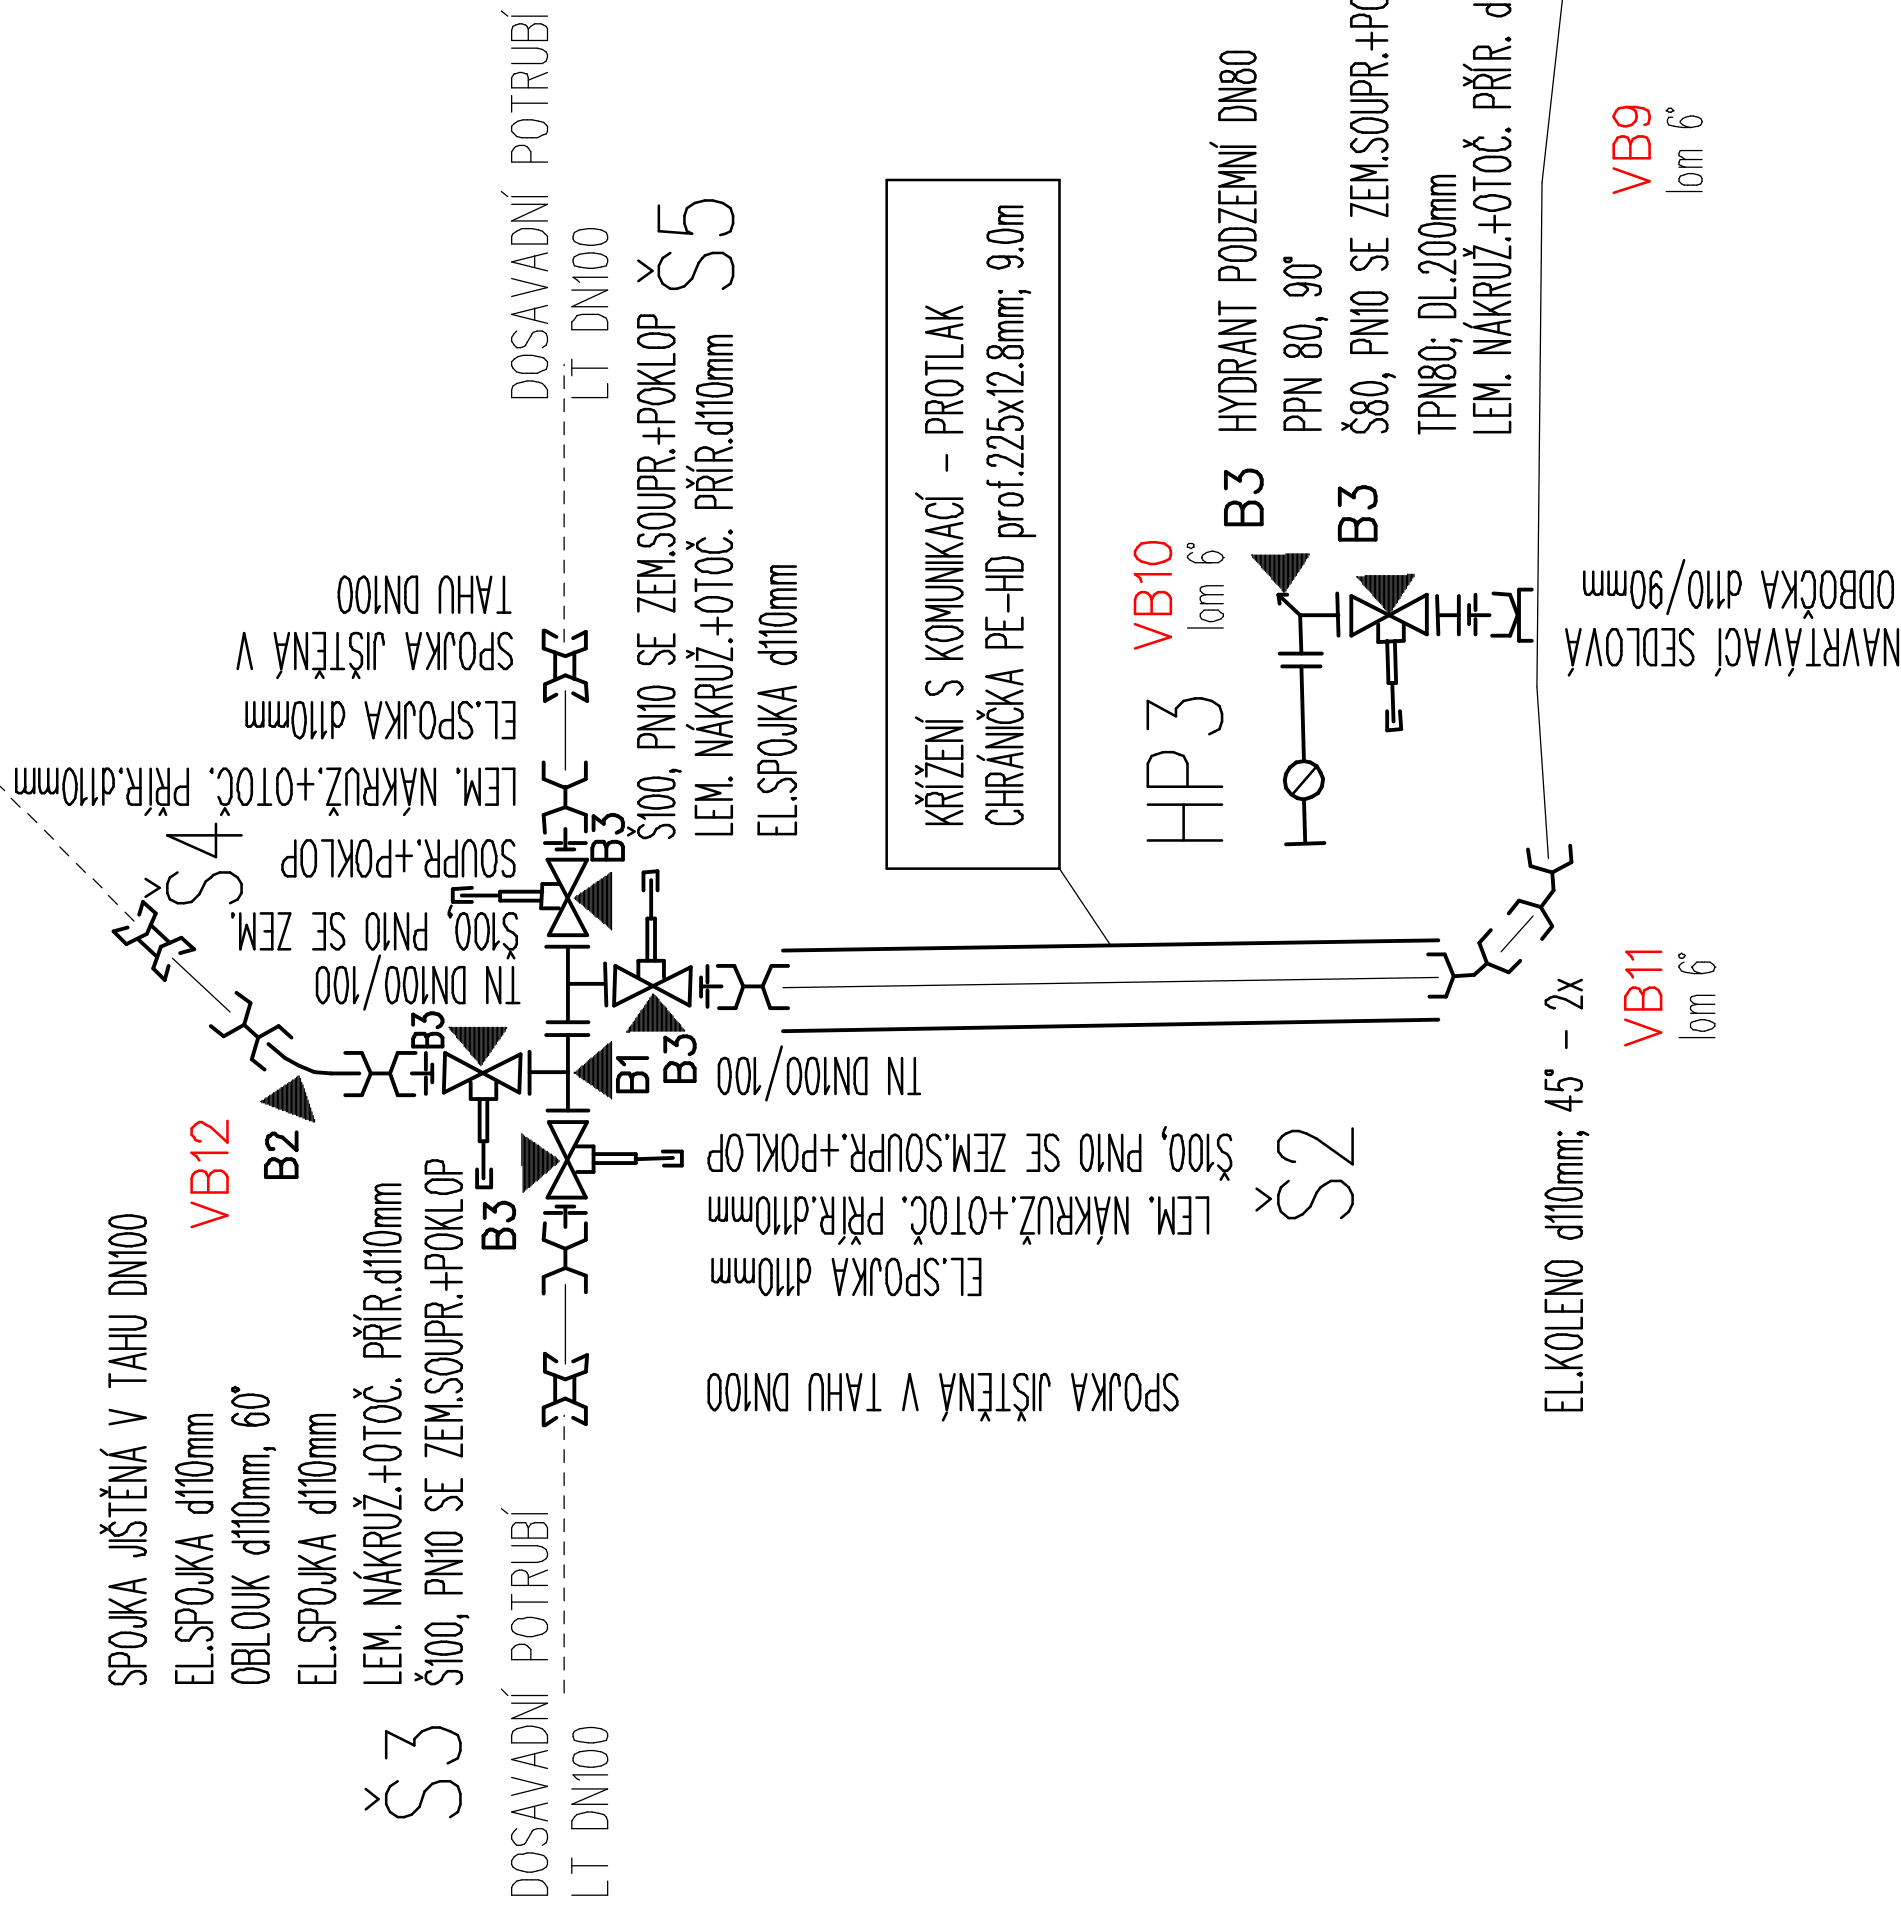 SPOJKA JIŠTĚNÁ V TAHU DN100
EL.SPOJKA d110mm
OBLOUK d110mm, 60°
EL.SPOJKA d110mm
LEM. NÁKRUŽ.+OTOČ. PŘÍR.d110mm
Š100, PN10 SE ZEM.SOUPR.+POKLOP
Š3
VB12
B2
B3
B3
DOSAVADNÍ POTRUBÍ
LT DN100
DOSAVADNÍ POTRUBÍ
LT DN100
SPOJKA JIŠTĚNÁ V
TAHU DN100
EL.SPOJKA d110mm
LEM. NÁKRUŽ.+OTOČ. PŘÍR.d110mm
Š100, PN10 SE ZEM.
SOUPR.+POKLOP
TN DN100/100
Š4
B3
B1
B3
Š100, PN10 SE ZEM.SOUPR.+POKLOP
LEM. NÁKRUŽ.+OTOČ. PŘÍR.d110mm
EL.SPOJKA d110mm
Š5
TN DN100/100
Š100, PN10 SE ZEM.SOUPR.+POKLOP
LEM. NÁKRUŽ.+OTOČ. PŘÍR.d110mm
EL.SPOJKA d110mm
SPOJKA JIŠTĚNÁ V TAHU DN100
Š2
KŘÍŽENÍ S KOMUNIKACÍ - PROTLAK
CHRÁNIČKA PE-HD prof.225x12.8mm; 9.0m
VB10
lom 6°
HP3
B3
B3
HYDRANT PODZEMNÍ DN80
PPN 80, 90°
Š80, PN10 SE ZEM.SOUPR.+PO
TPN80; DL.200mm
LEM. NÁKRUŽ.+OTOČ. PŘÍR. d
NAVRTÁVACÍ SEDLOVÁ
ODBOČKA d110/90mm
VB9
lom 6°
VB11
lom 6°
EL.KOLENO d110mm; 45° - 2x